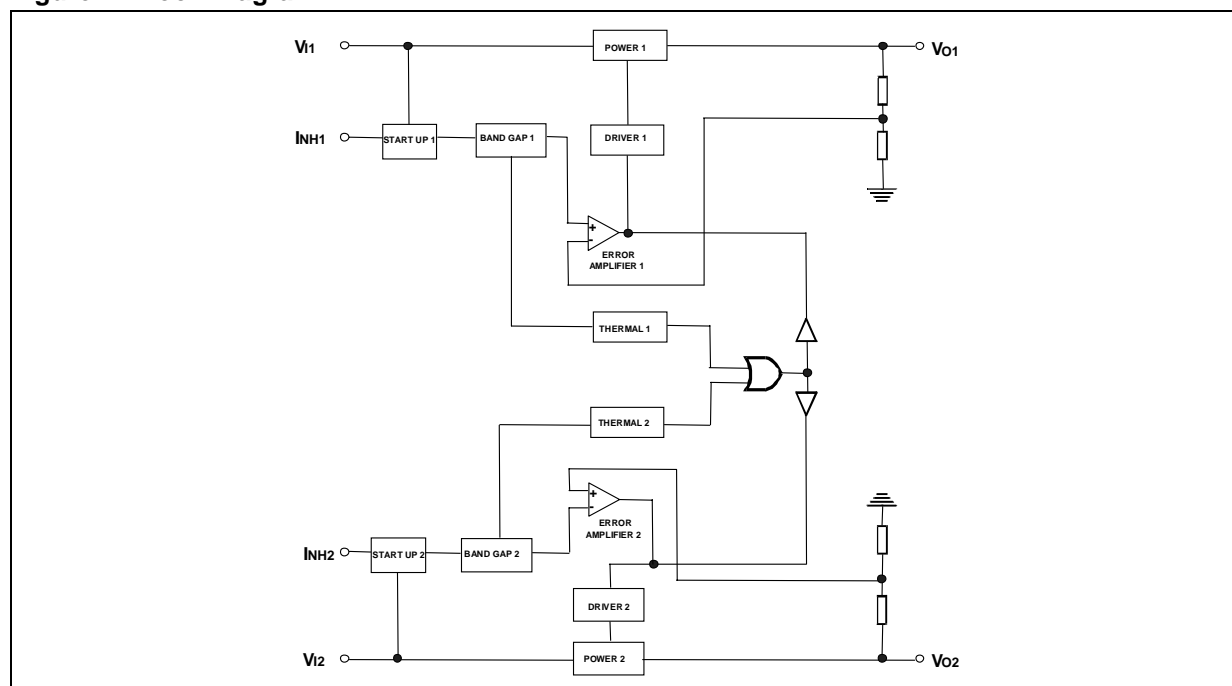 VI1
POWER 1
VO1
INH1
START UP 1
BAND GAP 1
DRIVER 1
+
-
ERROR
AMPLIFIER 1
THERMAL 1
THERMAL 2
+
-
ERROR
AMPLIFIER 2
INH2
START UP 2
BAND GAP 2
DRIVER 2
VI2
POWER 2
VO2